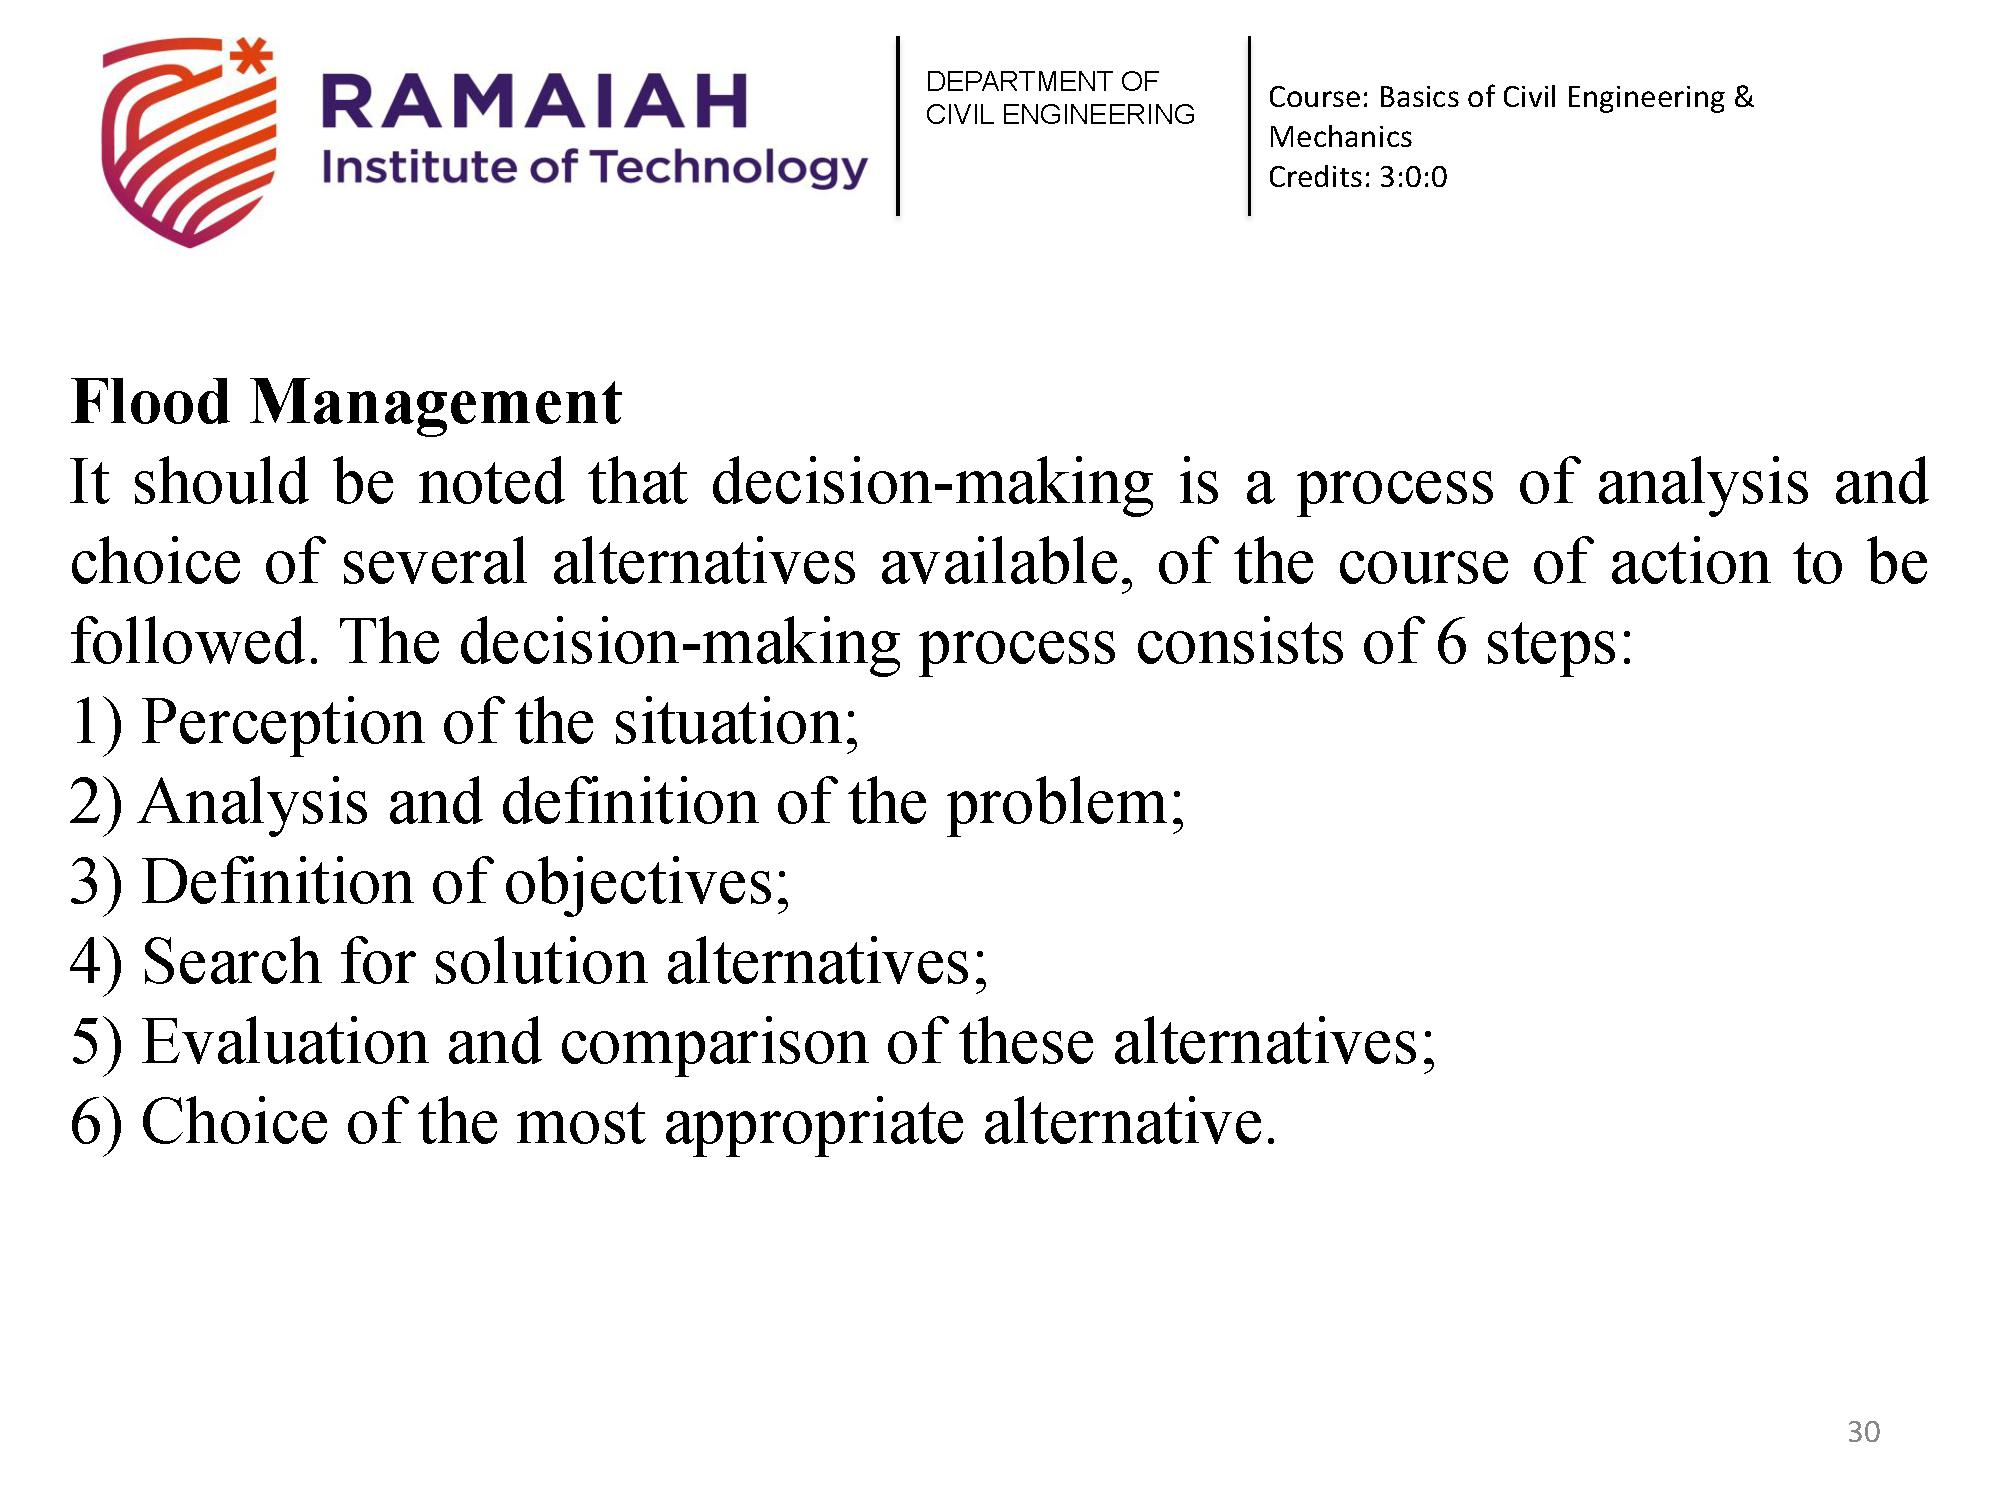 RAMAIAH
Institute of Technology
DEPARTMENT OF
CIVIL ENGINEERING
Course: Basics of Civil Engineering &
Mechanics
Credits: 3:0:0
Flood Management
It should be noted that decision-making is a process of analysis and
choice of several alternatives available, of the course of action to be
followed. The decision-making process consists of 6 steps:
1) Perception of the situation;
2) Analysis and definition of the problem;
3) Definition of objectives;
4) Search for solution alternatives;
5) Evaluation and comparison of these alternatives;
6) Choice of the most appropriate alternative.
30